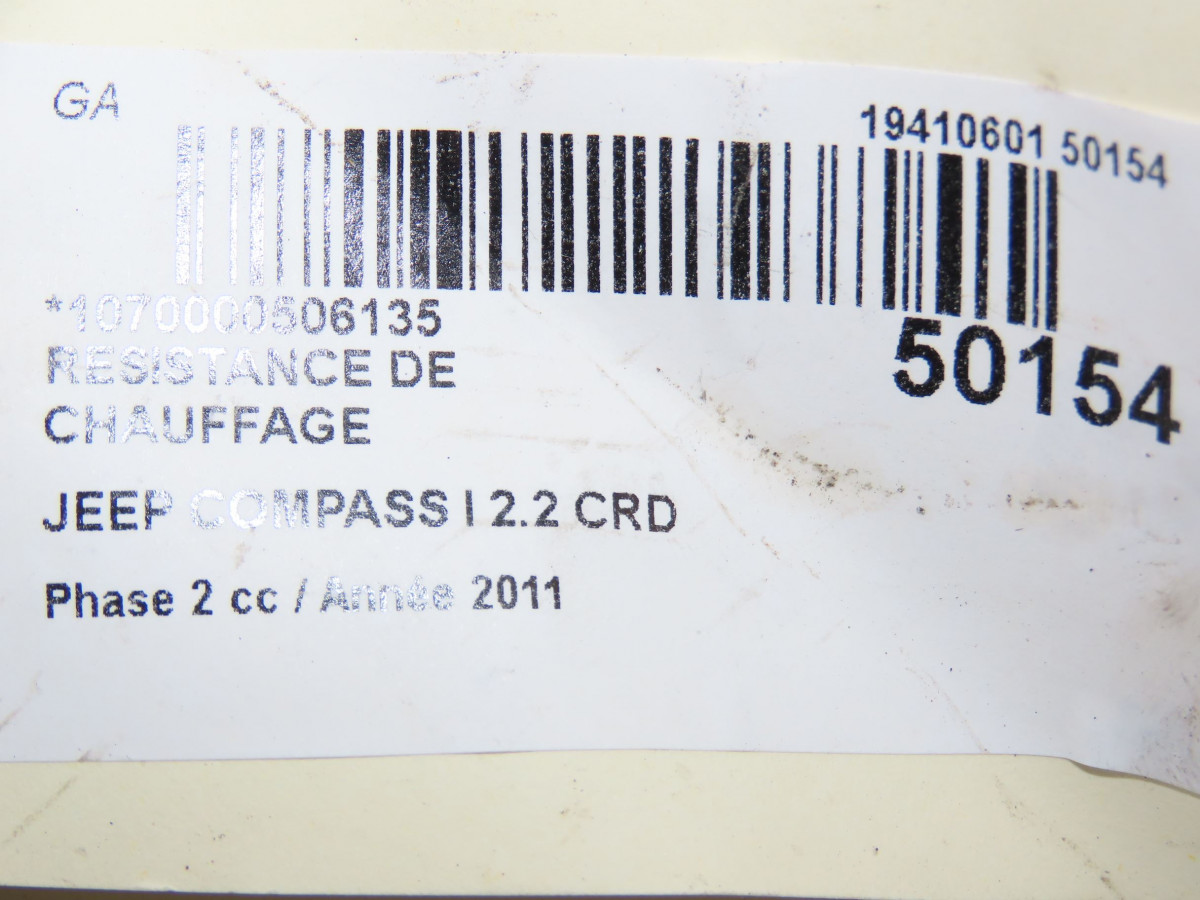 GA
19410601 50154
*1070000506135
50154
RESISTANCE DE
CHAUFFAGE
JEEP COMPASS I 2.2 CRD
Phase 2 cc / Année 2011